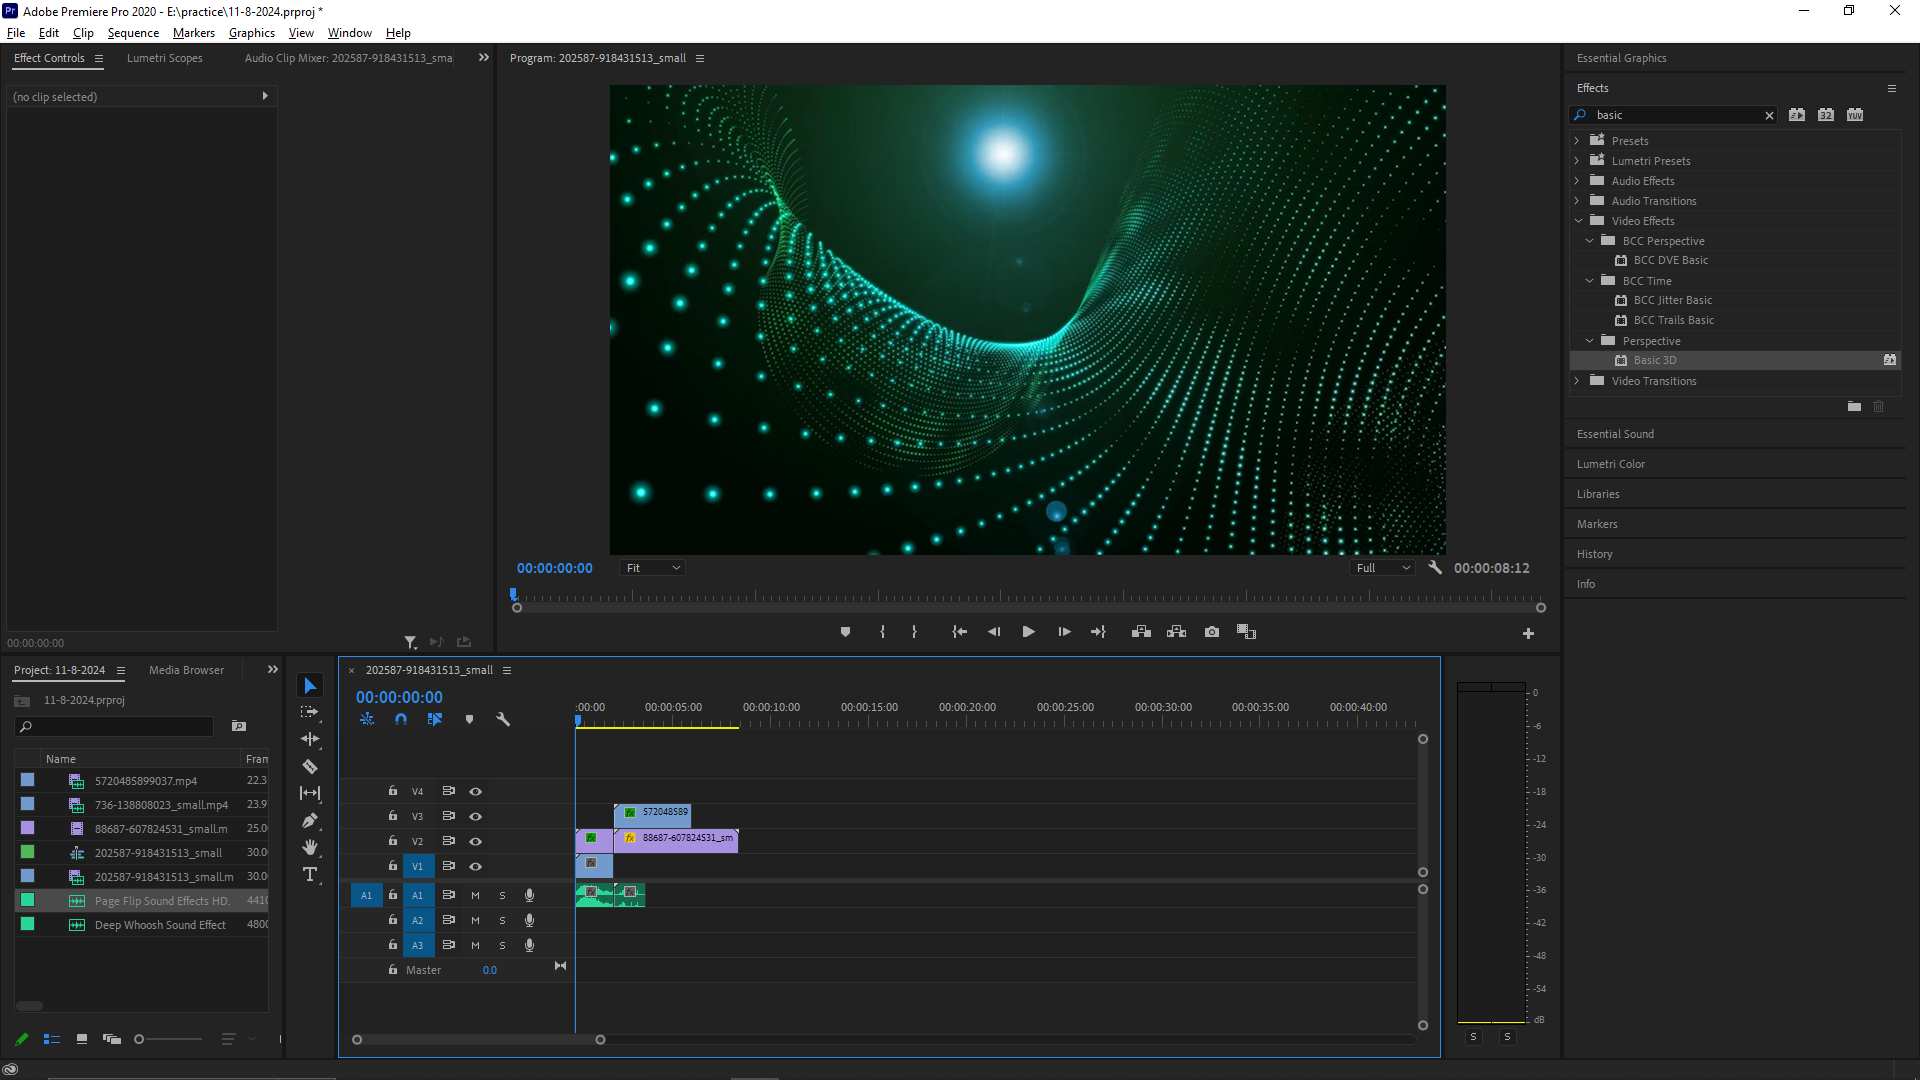 Adobe Premiere Pro 2020 - E:\practice\11-8-2024.prproj *
File Edit Clip Sequence Markers Graphics View Window Help
Effect Controls Lumetri Scopes Audio Clip Mixer: 202587-918431513_sma
(no clip selected)
00:00:00:00
Program: 202587-918431513_small
00:00:00:00 Fit Full 00:00:08:12
Essential Graphics
Effects
basic
32 YUV
Presets
Lumetri Presets
Audio Effects
Audio Transitions
Video Effects
BCC Perspective
BCC DVE Basic
BCC Time
BCC Jitter Basic
BCC Trails Basic
Perspective
Basic 3D
Video Transitions
Essential Sound
Lumetri Color
Libraries
Markers
History
Info
Project: 11-8-2024 Media Browser
11-8-2024.prproj
Name Fran
5720485899037.mp4 22.3
736-138808023_small.mp4 23.9
88687-607824531_small.m 25.0
202587-918431513_small 30.0
202587-918431513_small.m 30.0
Page Flip Sound Effects HD. 441
Deep Whoosh Sound Effect 480
202587-918431513_small
00:00:00:00
:00:00 00:00:05:00 00:00:10:00 00:00:15:00 00:00:20:00 00:00:25:00 00:00:30:00 00:00:35:00 00:00:40:00
V4
V3 fx 572048589
V2 fx fx 88687-607824531_sm
V1 fx
A1 A1 M S fx fx
A2 M S
A3 M S
Master 0.0
0
-6
-12
-18
-24
-30
-36
-42
-48
-54
dB
S S